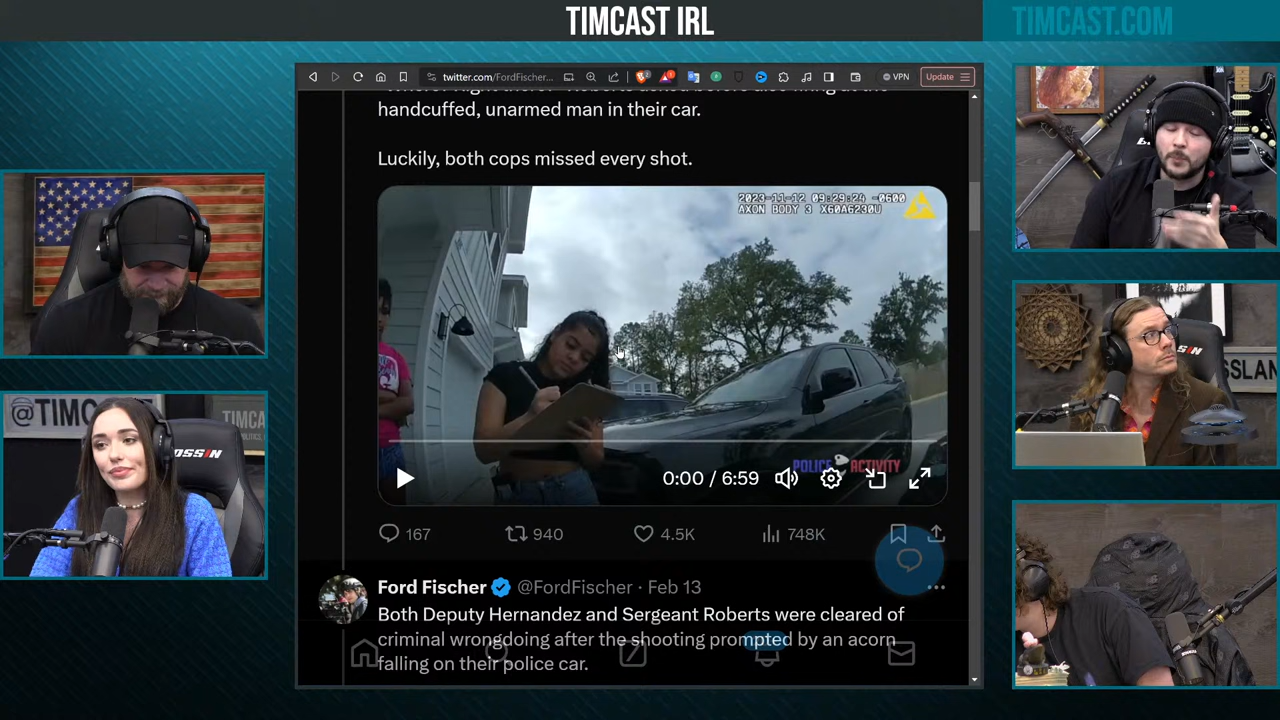 TIMCAST IRL
TIMCAST.COM
twitter.com/FordFischer...
VPN
Update
handcuffed, unarmed man in their car.
Luckily, both cops missed every shot.
2023-11-12 09:29:24 -0600
AXON BODY 3 X60A6230U
POLICE ACTIVITY
0:00 / 6:59
167
940
4.5K
748K
Ford Fischer @FordFischer · Feb 13
Both Deputy Hernandez and Sergeant Roberts were cleared of
criminal wrongdoing after the shooting prompted by an acorn
falling on their police car.
@TIMC